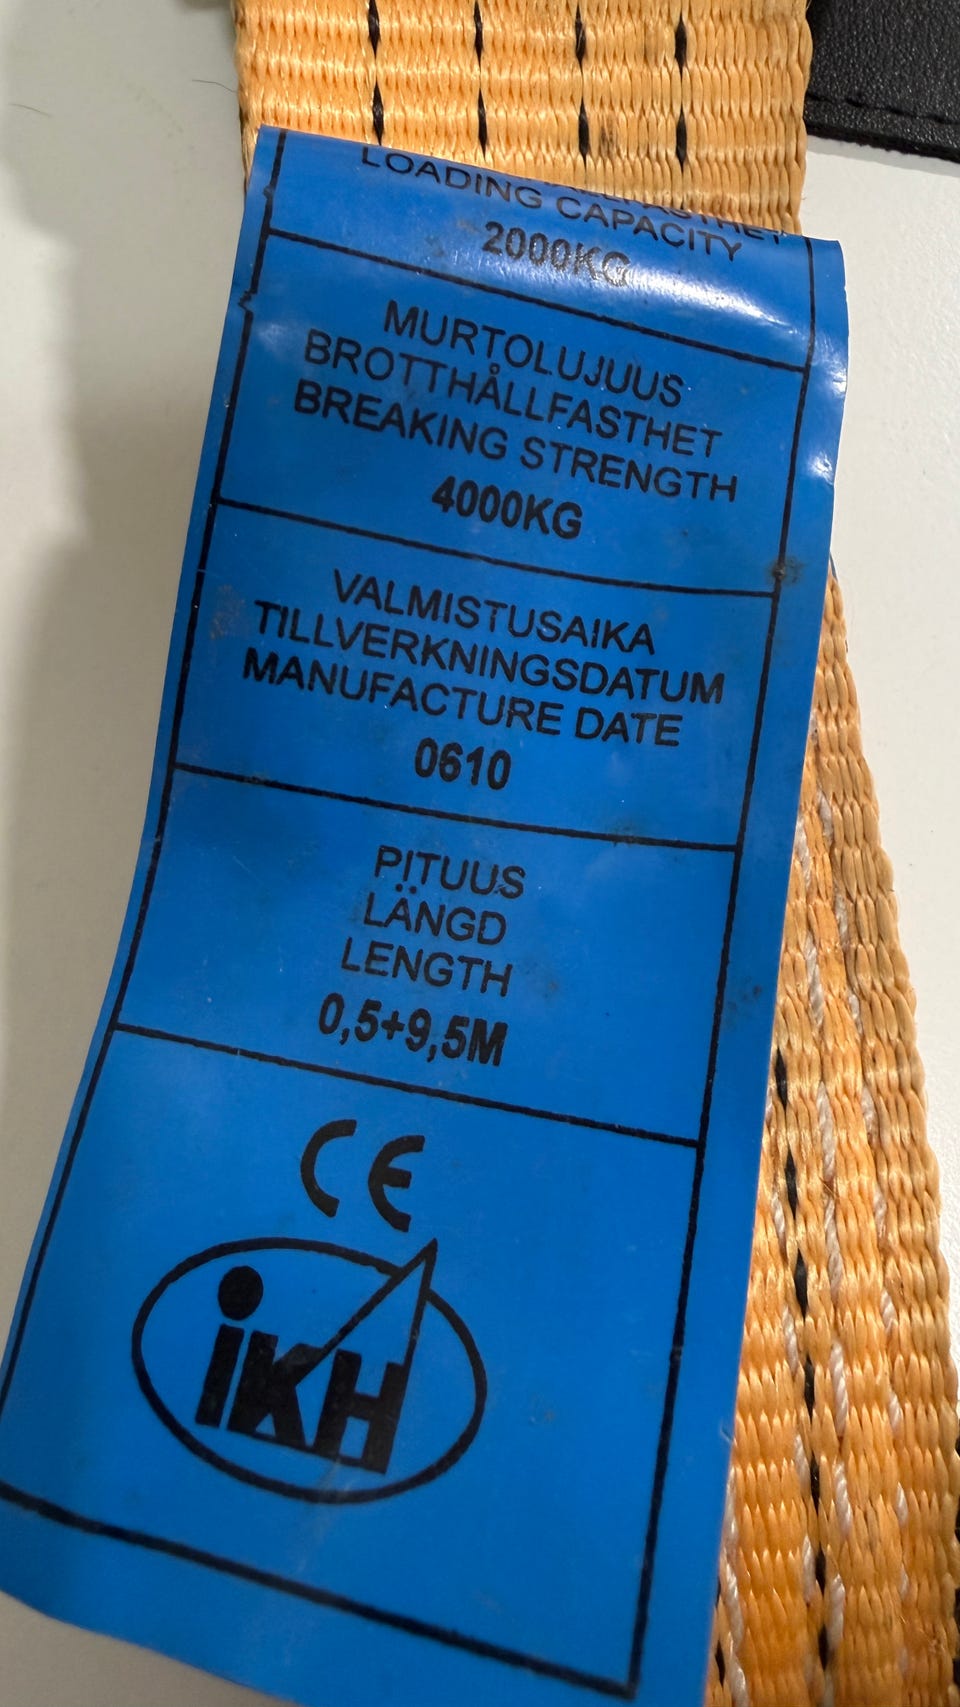 LOADING CAPACITY
2000KG
MURTOLUJUUS
BROTTHÅLLFASTHET
BREAKING STRENGTH
4000KG
VALMISTUSAIKA
TILLVERKNINGSDATUM
MANUFACTURE DATE
0610
PITUUS
LÄNGD
LENGTH
0,5+9,5M
CE
iKH